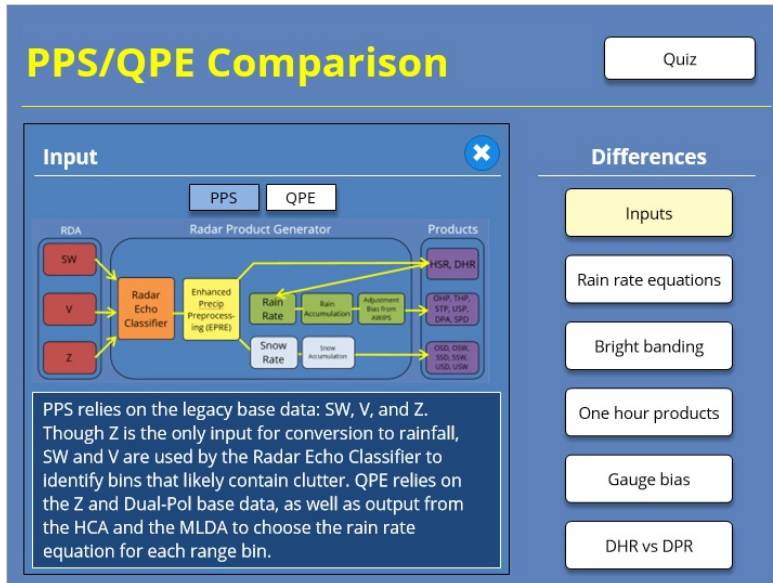 PPS/QPE Comparison
Quiz
Input
PPS
QPE
RDA
Radar Product Generator
Products
SW
V
Z
Radar
Echo
Classifier
Enhanced
Precip
Preprocess-
ing (EPRE)
Rain
Rate
Rain
Accumulation
Adjustment
Bias from
AWIPS
Snow
Rate
Snow
Accumulation
HSR, DHR
OHP, THP,
STP, USP,
DPA, SPD
OSD, OSW,
SSD, SSW,
USD, USW
PPS relies on the legacy base data: SW, V, and Z.
Though Z is the only input for conversion to rainfall,
SW and V are used by the Radar Echo Classifier to
identify bins that likely contain clutter. QPE relies on
the Z and Dual-Pol base data, as well as output from
the HCA and the MLDA to choose the rain rate
equation for each range bin.
Differences
Inputs
Rain rate equations
Bright banding
One hour products
Gauge bias
DHR vs DPR